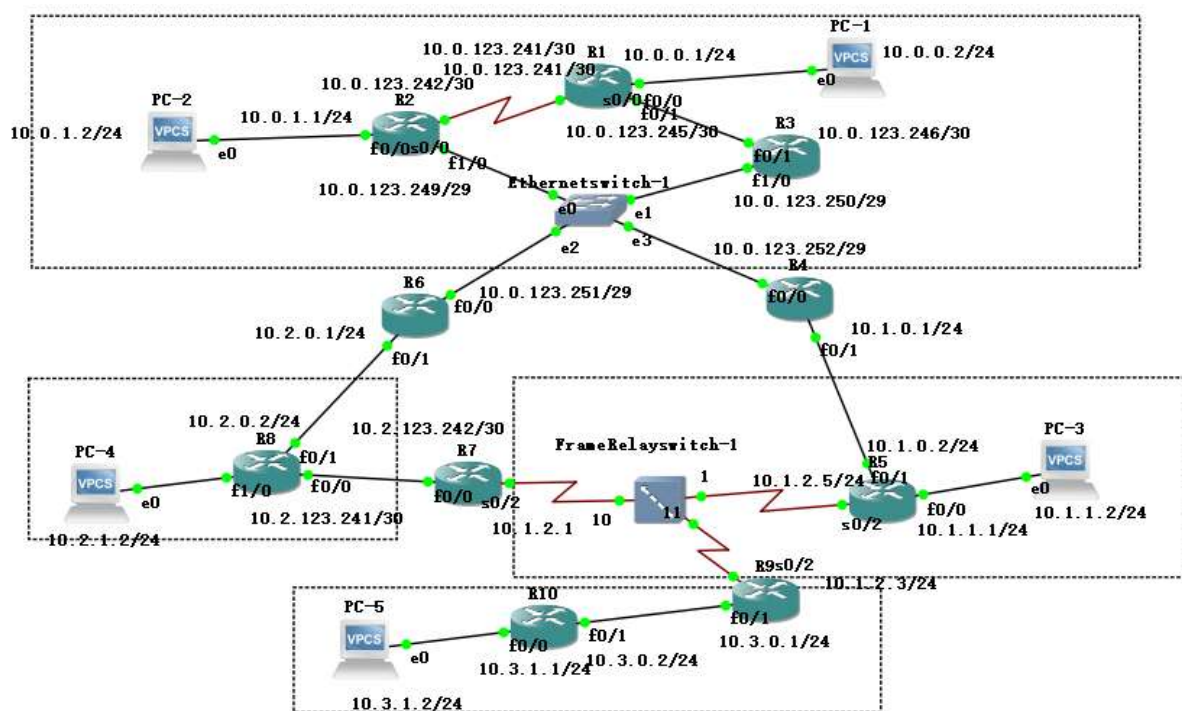 PC-1
10.0.123.241/30
R1
10.0.0.1/24
10.0.0.2/24
10.0.123.241/30
VPCS
10.0.123.242/30
e0
PC-2
R2
s0/0
f0/0
f0/1
10.0.1.1/24
10.0.123.245/30
R3
10.0.123.246/30
10.0.1.2/24
VPCS
e0
f0/0
s0/0
f0/1
f1/0
f1/0
10.0.123.249/29
Ethernetswitch-1
10.0.123.250/29
e0
e1
e2
e3
10.0.123.252/29
R4
R6
10.0.123.251/29
f0/0
f0/0
10.2.0.1/24
10.1.0.1/24
f0/1
f0/1
10.2.0.2/24
10.2.123.242/30
PC-4
R8
R7
FrameRelayswitch-1
10.1.0.2/24
PC-3
VPCS
f0/1
R5
VPCS
e0
f1/0
f0/0
f0/0
s0/2
1
10.1.2.5/24
f0/1
e0
10.2.123.241/30
10.1.2.1
10
11
s0/2
f0/0
10.1.1.1/24
10.1.1.2/24
10.2.1.2/24
R9
s0/2
10.1.2.3/24
PC-5
R10
VPCS
e0
f0/0
f0/1
f0/1
10.3.0.1/24
10.3.1.1/24
10.3.0.2/24
10.3.1.2/24